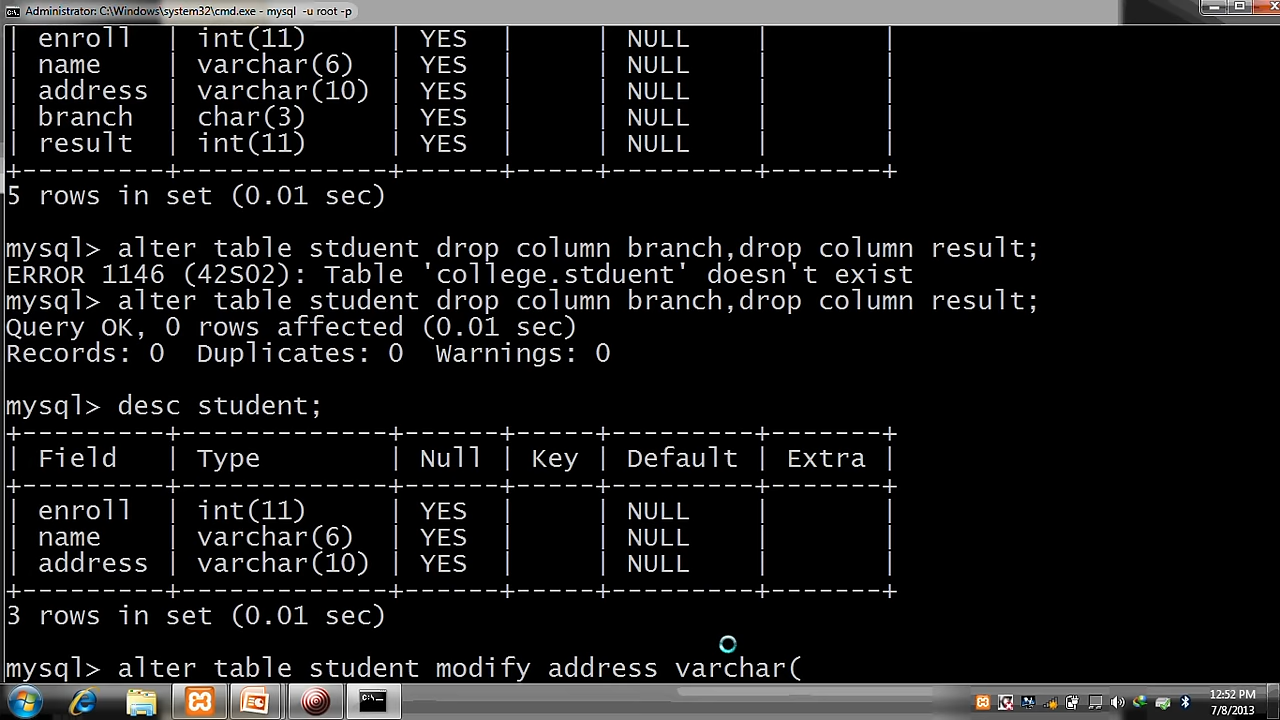 Administrator: C:\Windows\system32\cmd.exe - mysql -u root -p
| enroll | int(11) | YES | | NULL | |
| name | varchar(6) | YES | | NULL | |
| address | varchar(10) | YES | | NULL | |
| branch | char(3) | YES | | NULL | |
| result | int(11) | YES | | NULL | |
+---------+-------------+------+-----+---------+-------+
5 rows in set (0.01 sec)
mysql> alter table stduent drop column branch,drop column result;
ERROR 1146 (42S02): Table 'college.stduent' doesn't exist
mysql> alter table student drop column branch,drop column result;
Query OK, 0 rows affected (0.01 sec)
Records: 0 Duplicates: 0 Warnings: 0
mysql> desc student;
+---------+-------------+------+-----+---------+-------+
| Field | Type | Null | Key | Default | Extra |
+---------+-------------+------+-----+---------+-------+
| enroll | int(11) | YES | | NULL | |
| name | varchar(6) | YES | | NULL | |
| address | varchar(10) | YES | | NULL | |
+---------+-------------+------+-----+---------+-------+
3 rows in set (0.01 sec)
mysql> alter table student modify address varchar(
12:52 PM
7/8/2013